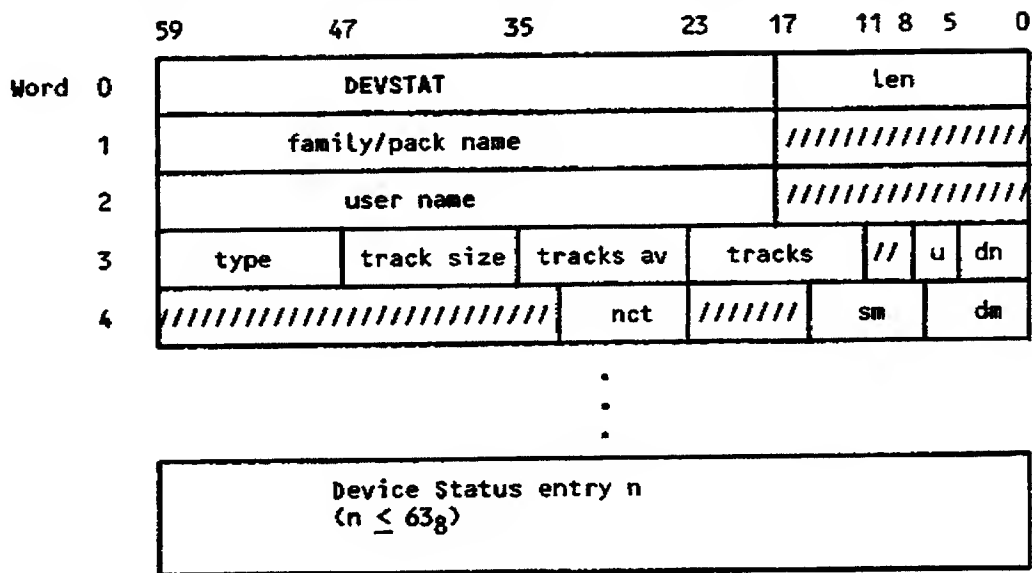 59 47 35 23 17 11 8 5 0
Word 0 DEVSTAT len
1 family/pack name /////////////////
2 user name /////////////////
3 type track size tracks av tracks // u dn
4 /////////////////////////// nct /////// sm dm
.
.
.
Device Status entry n
(n ≤ 63₈)